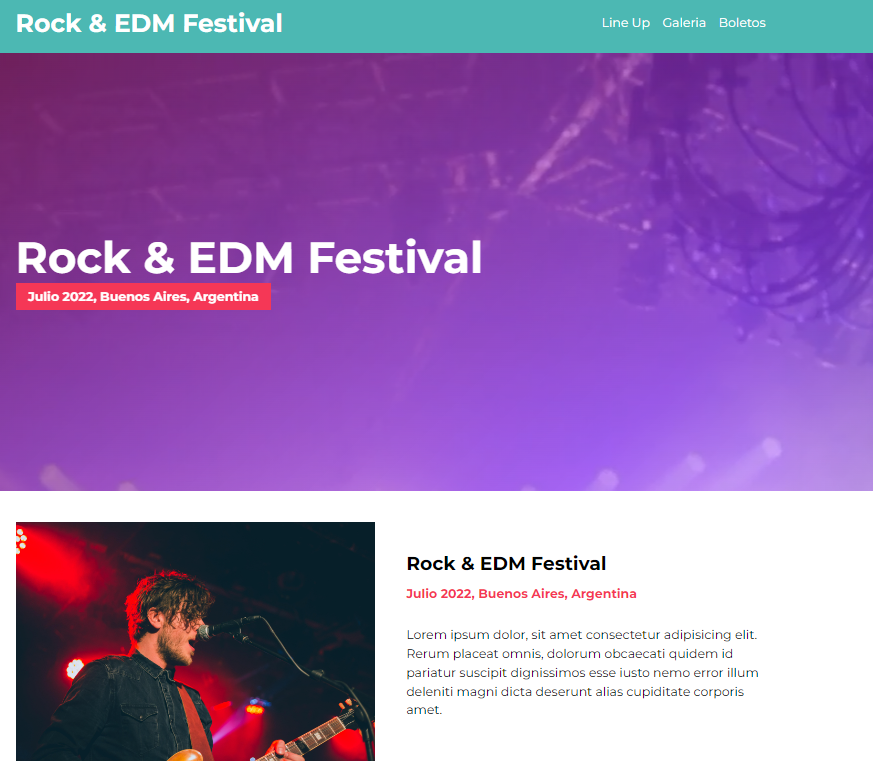 Rock & EDM Festival
Line Up Galeria Boletos
Rock & EDM Festival
Julio 2022, Buenos Aires, Argentina
Rock & EDM Festival
Julio 2022, Buenos Aires, Argentina
Lorem ipsum dolor, sit amet consectetur adipisicing elit.
Rerum placeat omnis, dolorum obcaecati quidem id
pariatur suscipit dignissimos esse iusto nemo error illum
deleniti magni dicta deserunt alias cupiditate corporis
amet.